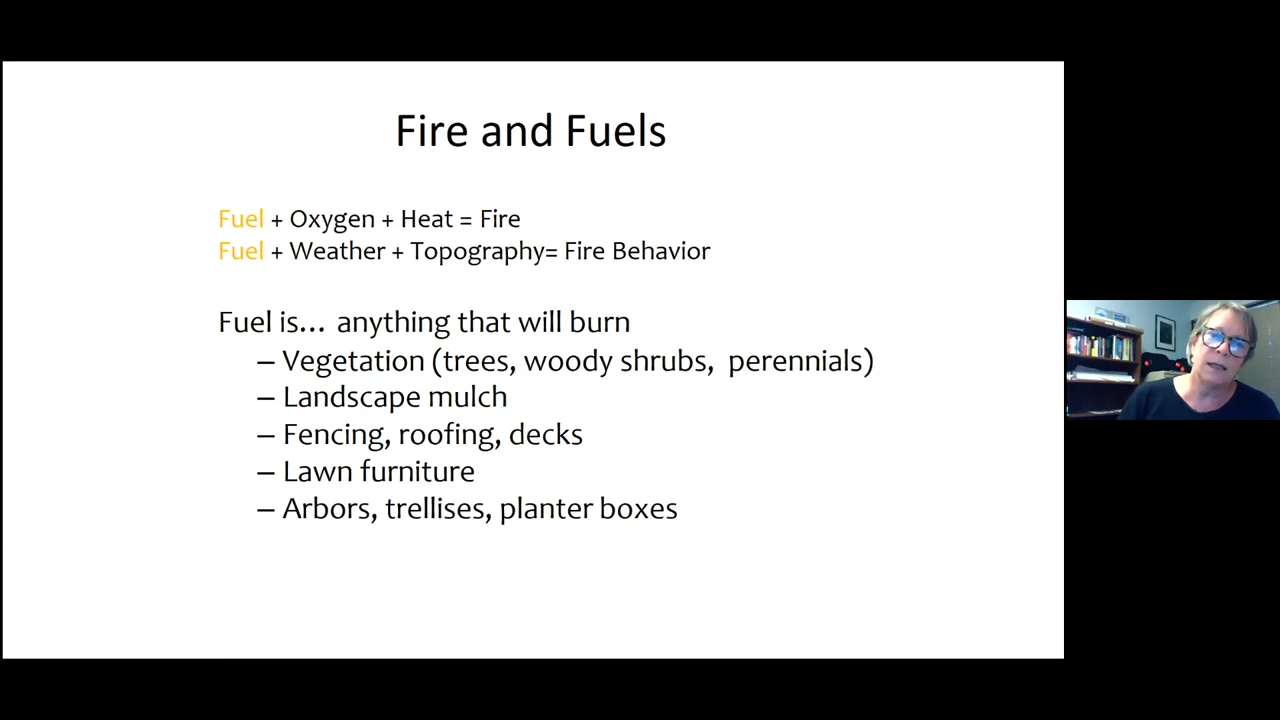 Fire and Fuels
Fuel + Oxygen + Heat = Fire
Fuel + Weather + Topography= Fire Behavior
Fuel is… anything that will burn
– Vegetation (trees, woody shrubs, perennials)
– Landscape mulch
– Fencing, roofing, decks
– Lawn furniture
– Arbors, trellises, planter boxes